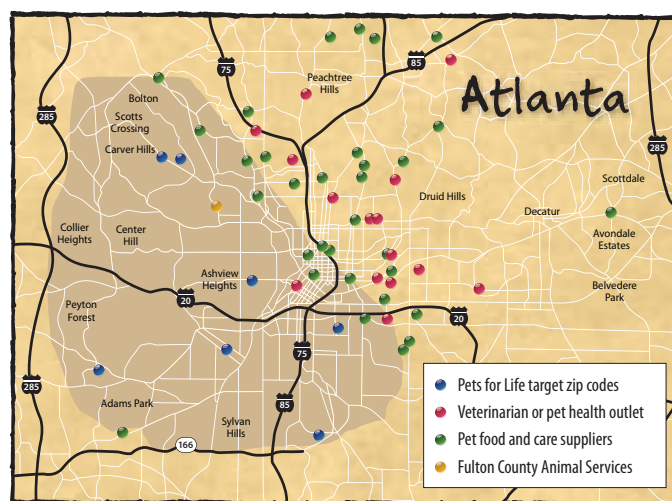 Atlanta
75
85
Peachtree
Hills
Bolton
285
Scotts
Crossing
Carver Hills
285
Scottdale
Druid Hills
Decatur
Collier
Heights
Center
Hill
Avondale
Estates
Ashview
Heights
Belvedere
Park
20
Peyton
Forest
20
75
285
Adams Park
85
Sylvan
Hills
166
Pets for Life target zip codes
Veterinarian or pet health outlet
Pet food and care suppliers
Fulton County Animal Services